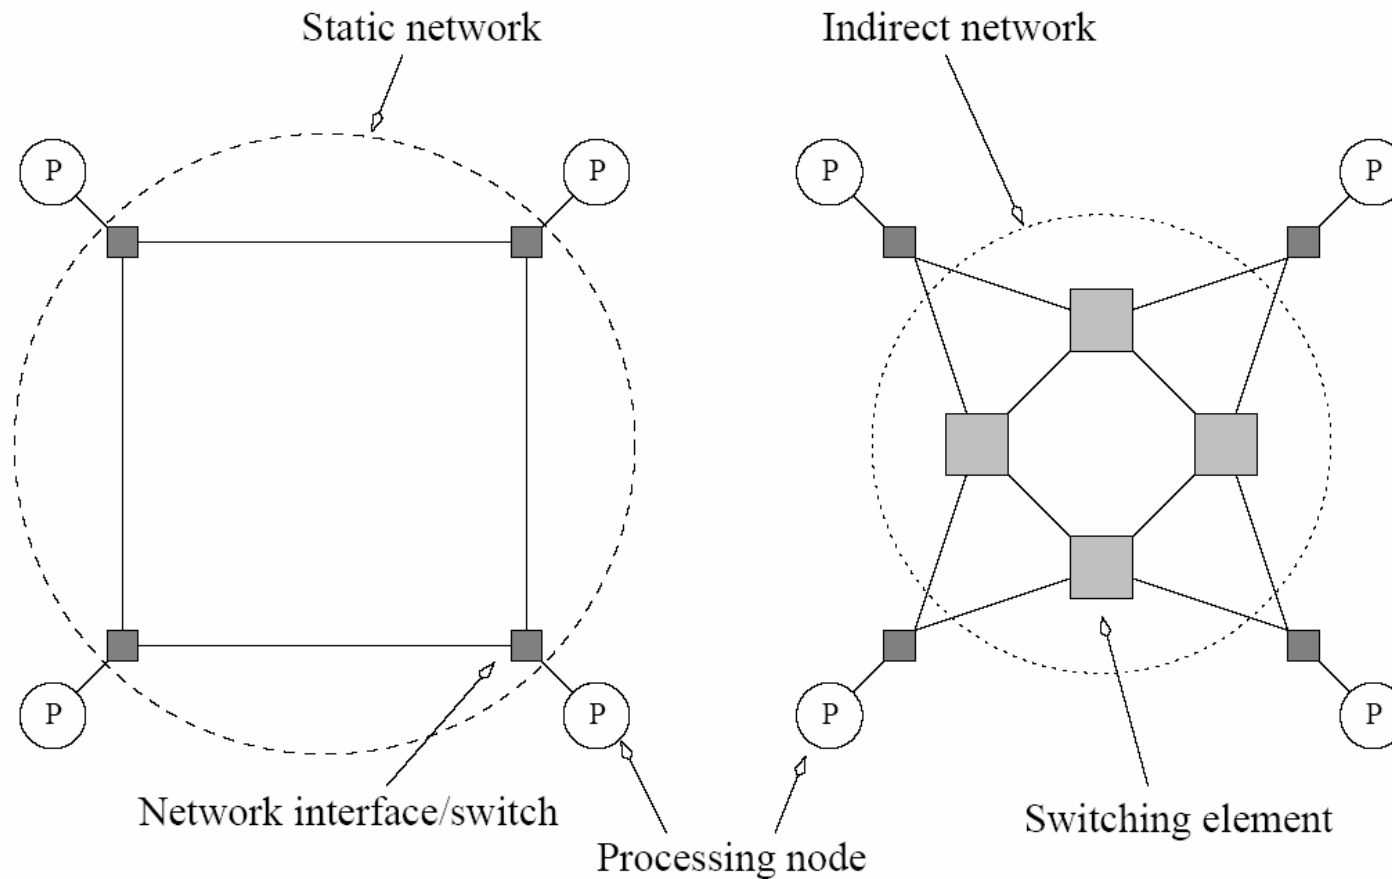 Static network
Indirect network
P
P
P
P
P
P
P
P
Network interface/switch
Switching element
Processing node